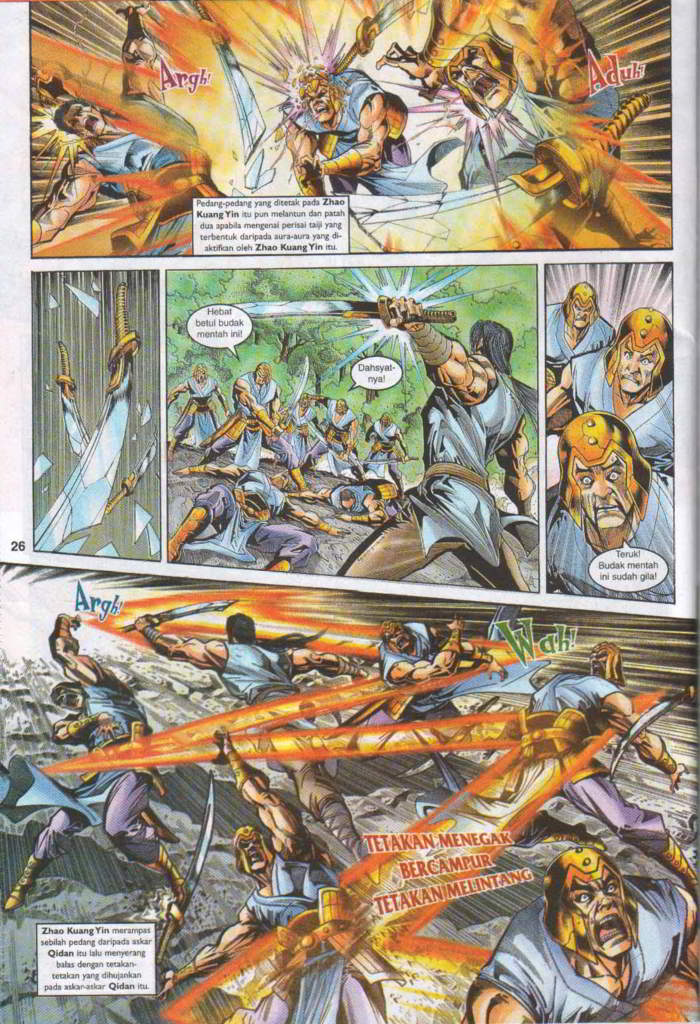 Argh!
Aduh!
Pedang-pedang yang ditetak pada Zhao
Kuang Yin itu pun melantun dan patah
dua apabila mengenai perisai taiji yang
terbentuk daripada aura-aura yang di-
aktifkan oleh Zhao Kuang Yin itu.
Hebat
betul budak
mentah ini!
Dahsyat-
nya!
Teruk!
Budak mentah
ini sudah gila!
26
Argh!
Wah!
TETAKAN MENEGAK
BERCAMPUR
TETAKAN MELINTANG
Zhao Kuang Yin merampas
sebilah pedang daripada askar
Qidan itu lalu menyerang
balas dengan tetakan-
tetakan yang dihujankan
pada askar-askar Qidan itu.